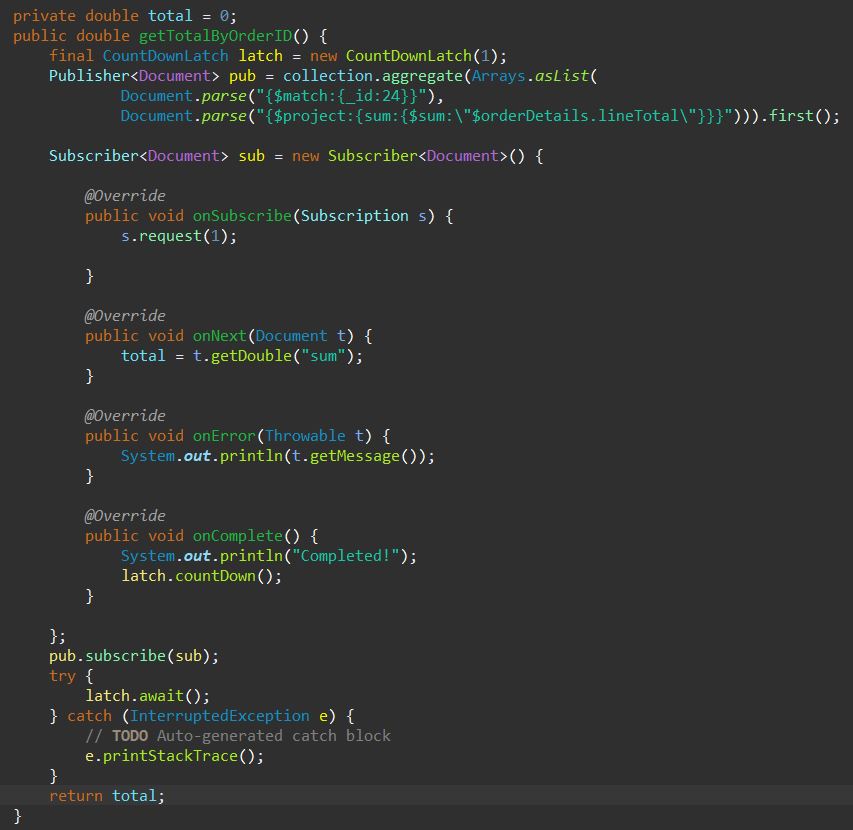 private double total = 0;
public double getTotalByOrderID() {
    final CountDownLatch latch = new CountDownLatch(1);
    Publisher<Document> pub = collection.aggregate(Arrays.asList(
            Document.parse("{$match:{_id:24}}"),
            Document.parse("{$project:{sum:{$sum:\"$orderDetails.lineTotal\"}}}"))).first();

    Subscriber<Document> sub = new Subscriber<Document>() {

        @Override
        public void onSubscribe(Subscription s) {
            s.request(1);

        }

        @Override
        public void onNext(Document t) {
            total = t.getDouble("sum");
        }

        @Override
        public void onError(Throwable t) {
            System.out.println(t.getMessage());
        }

        @Override
        public void onComplete() {
            System.out.println("Completed!");
            latch.countDown();
        }

    };
    pub.subscribe(sub);
    try {
        latch.await();
    } catch (InterruptedException e) {
        // TODO Auto-generated catch block
        e.printStackTrace();
    }
    return total;
}